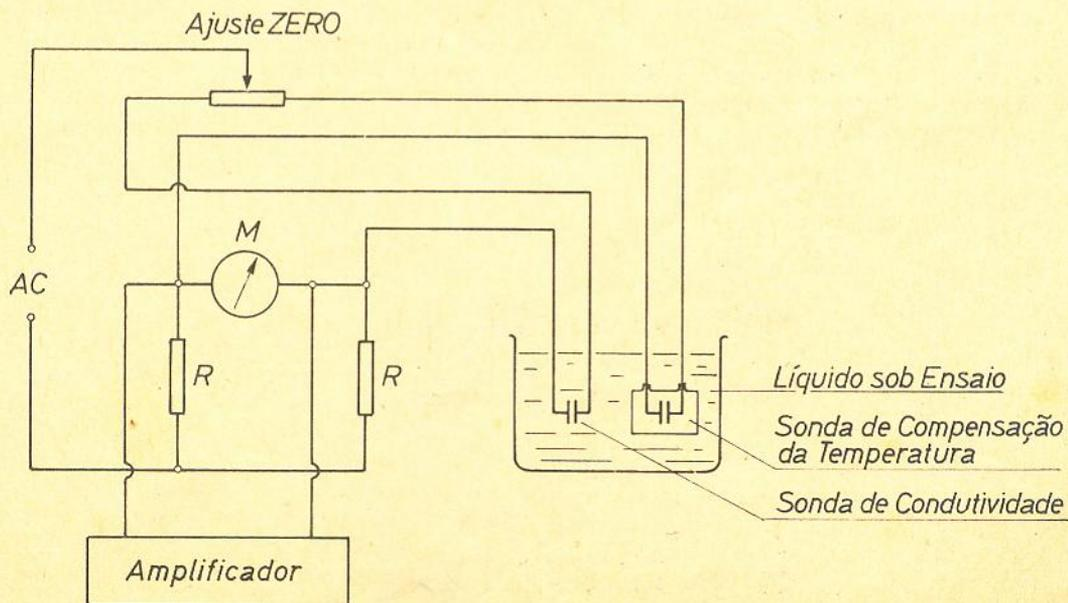 Ajuste ZERO
M
AC
R
R
Líquido sob Ensaio
Sonda de Compensação
da Temperatura
Sonda de Condutividade
Amplificador